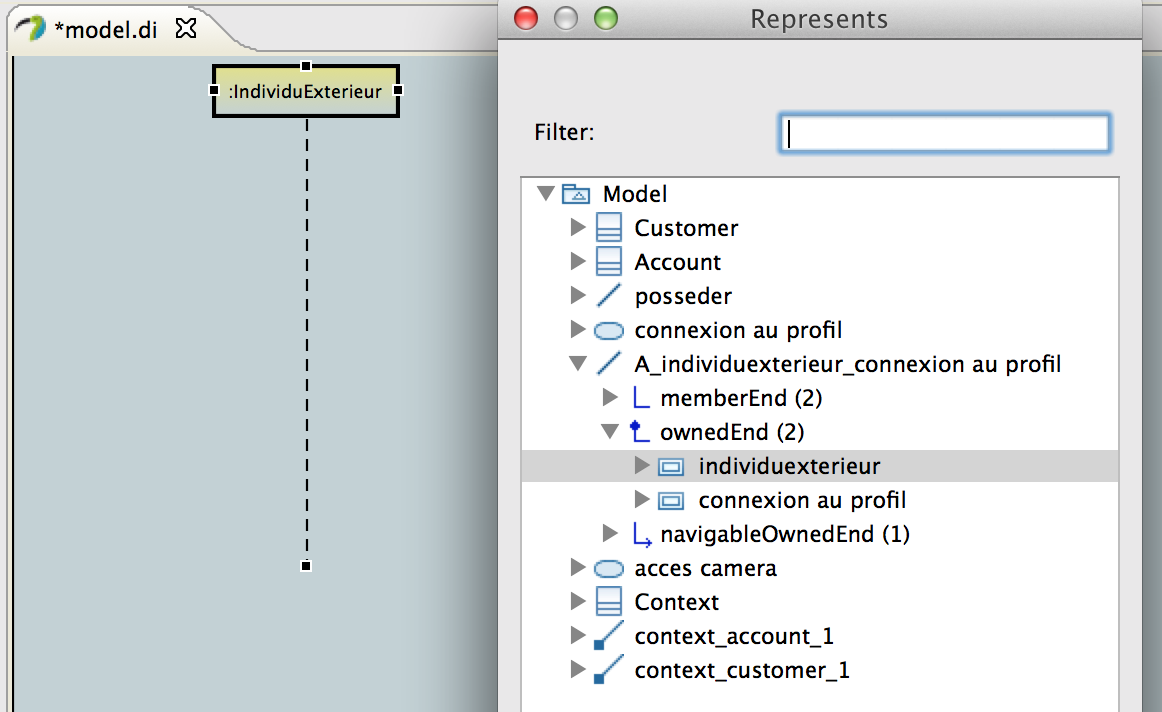 *model.di
:IndividuExterieur
Represents
Filter:
Model
Customer
Account
posseder
connexion au profil
A_individuexterieur_connexion au profil
memberEnd (2)
ownedEnd (2)
individuexterieur
connexion au profil
navigableOwnedEnd (1)
acces camera
Context
context_account_1
context_customer_1